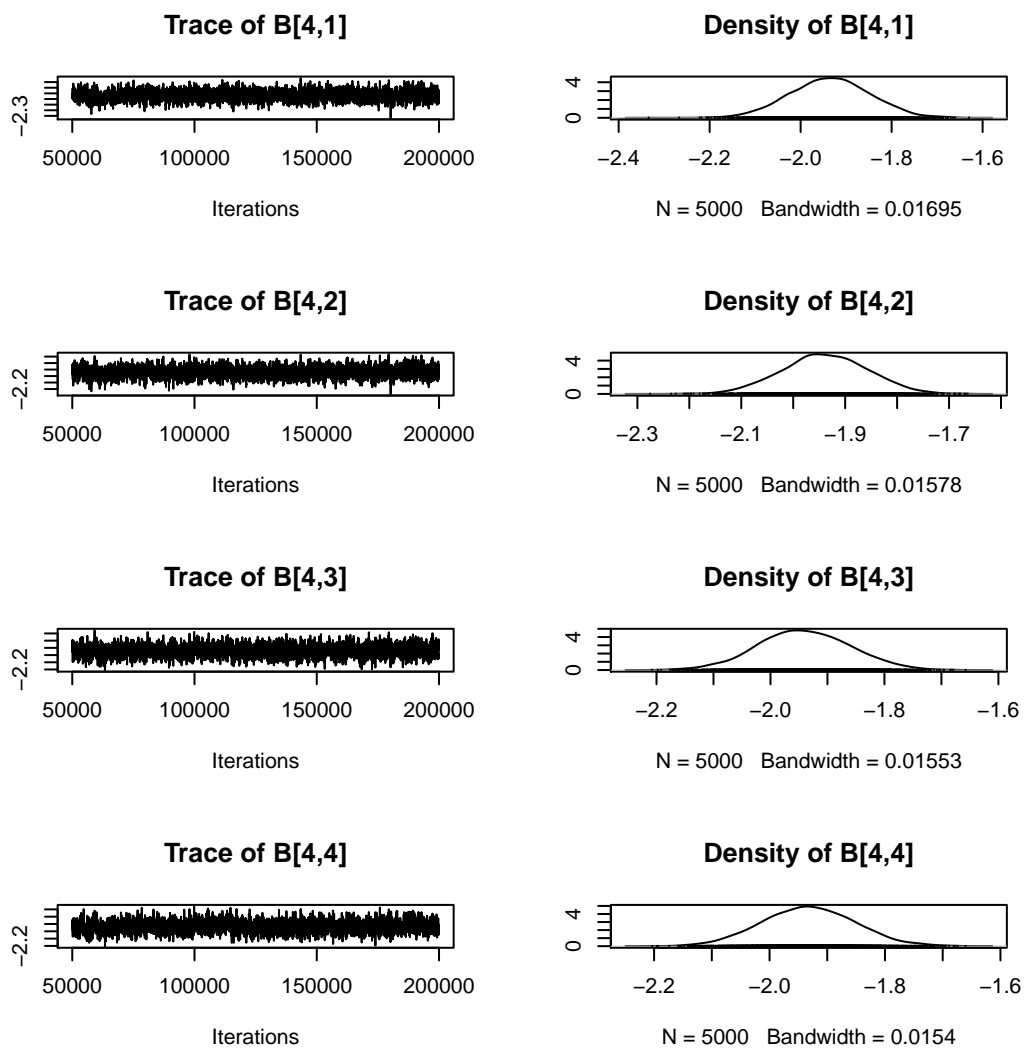 Trace of B[4,1]
Density of B[4,1]
−2.3
50000 100000 150000 200000
Iterations
0 4
−2.4 −2.2 −2.0 −1.8 −1.6
N = 5000 Bandwidth = 0.01695
Trace of B[4,2]
Density of B[4,2]
−2.2
50000 100000 150000 200000
Iterations
0 4
−2.3 −2.1 −1.9 −1.7
N = 5000 Bandwidth = 0.01578
Trace of B[4,3]
Density of B[4,3]
−2.2
50000 100000 150000 200000
Iterations
0 4
−2.2 −2.0 −1.8 −1.6
N = 5000 Bandwidth = 0.01553
Trace of B[4,4]
Density of B[4,4]
−2.2
50000 100000 150000 200000
Iterations
0 4
−2.2 −2.0 −1.8 −1.6
N = 5000 Bandwidth = 0.0154